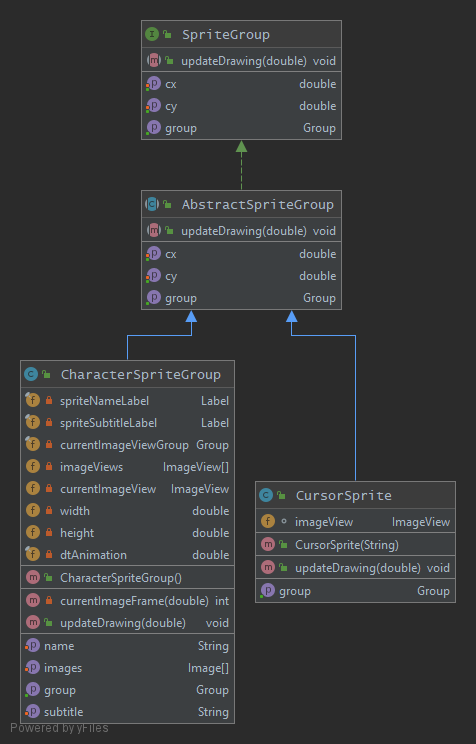 SpriteGroup
updateDrawing(double) void
cx double
cy double
group Group
AbstractSpriteGroup
updateDrawing(double) void
cx double
cy double
group Group
CharacterSpriteGroup
spriteNameLabel Label
spriteSubtitleLabel Label
currentImageViewGroup Group
imageViews ImageView[]
currentImageView ImageView
width double
height double
dtAnimation double
CharacterSpriteGroup()
currentImageFrame(double) int
updateDrawing(double) void
name String
images Image[]
group Group
subtitle String
CursorSprite
imageView ImageView
CursorSprite(String)
updateDrawing(double) void
group Group
Powered by yFiles